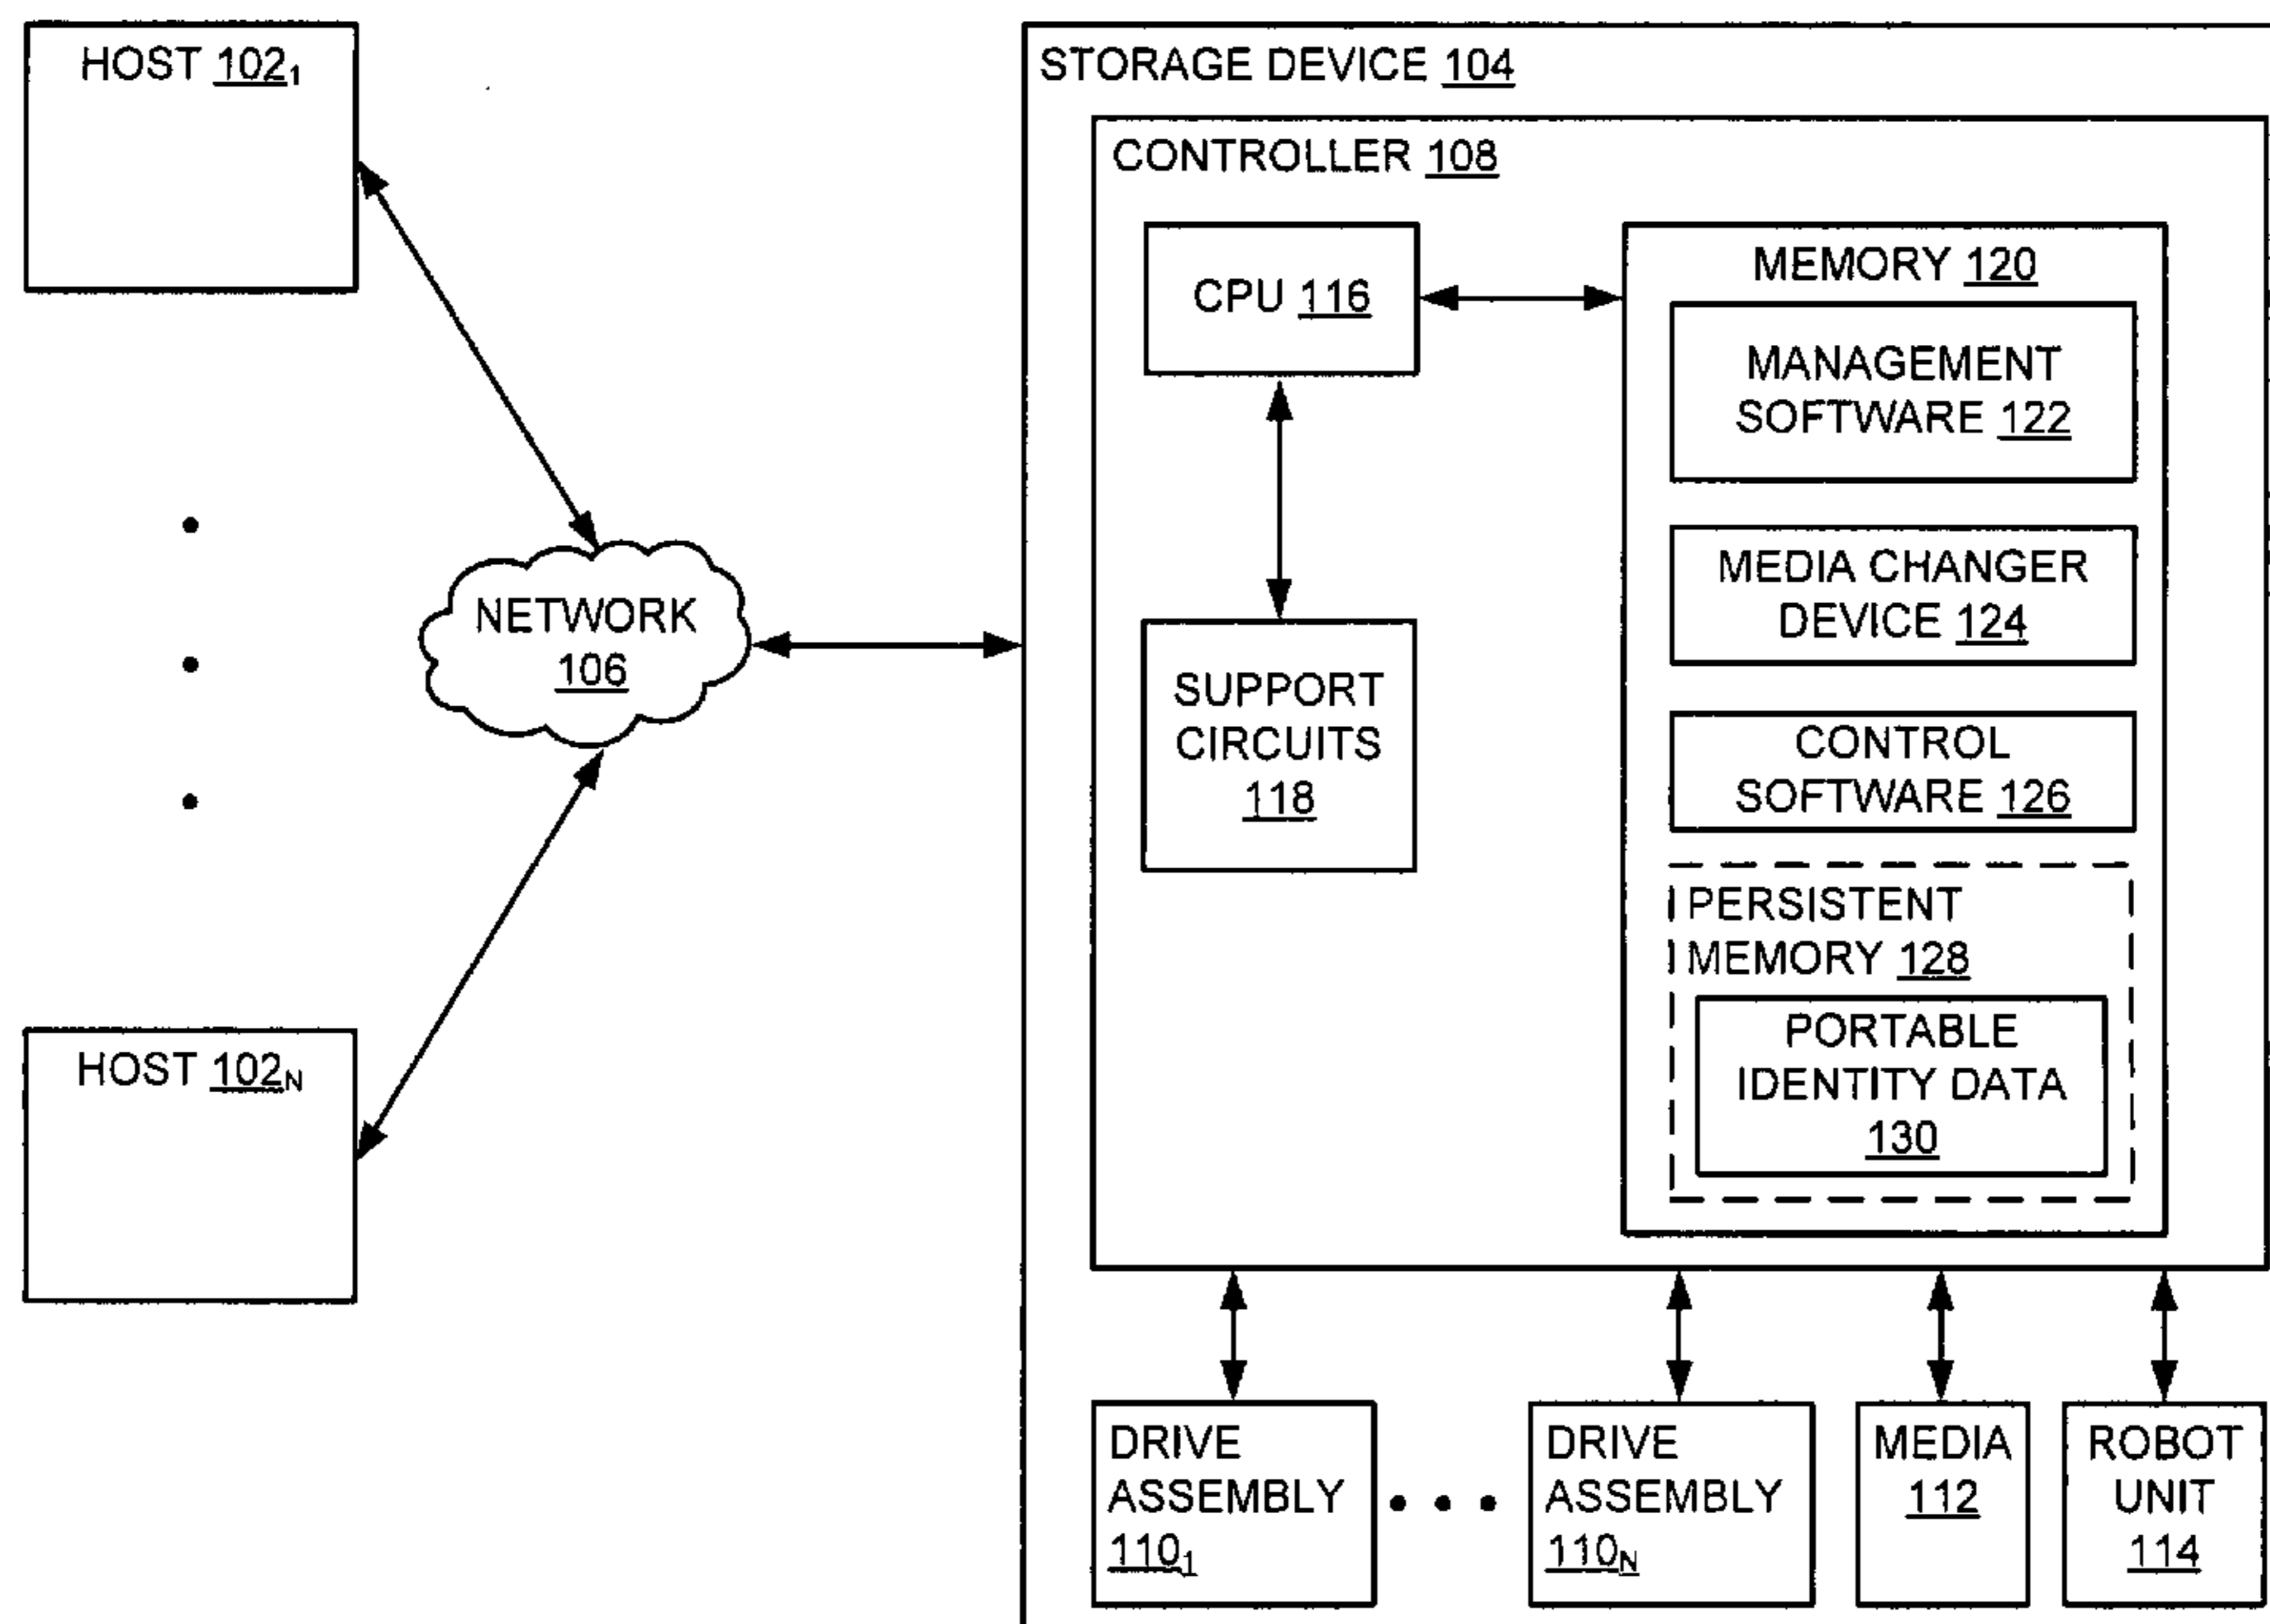 HOST 102₁
STORAGE DEVICE 104
CONTROLLER 108
CPU 116
MEMORY 120
MANAGEMENT
SOFTWARE 122
MEDIA CHANGER
DEVICE 124
NETWORK
106
SUPPORT
CIRCUITS
118
CONTROL
SOFTWARE 126
PERSISTENT
MEMORY 128
PORTABLE
IDENTITY DATA
130
HOST 102N
DRIVE
ASSEMBLY
110₁
DRIVE
ASSEMBLY
110N
MEDIA
112
ROBOT
UNIT
114